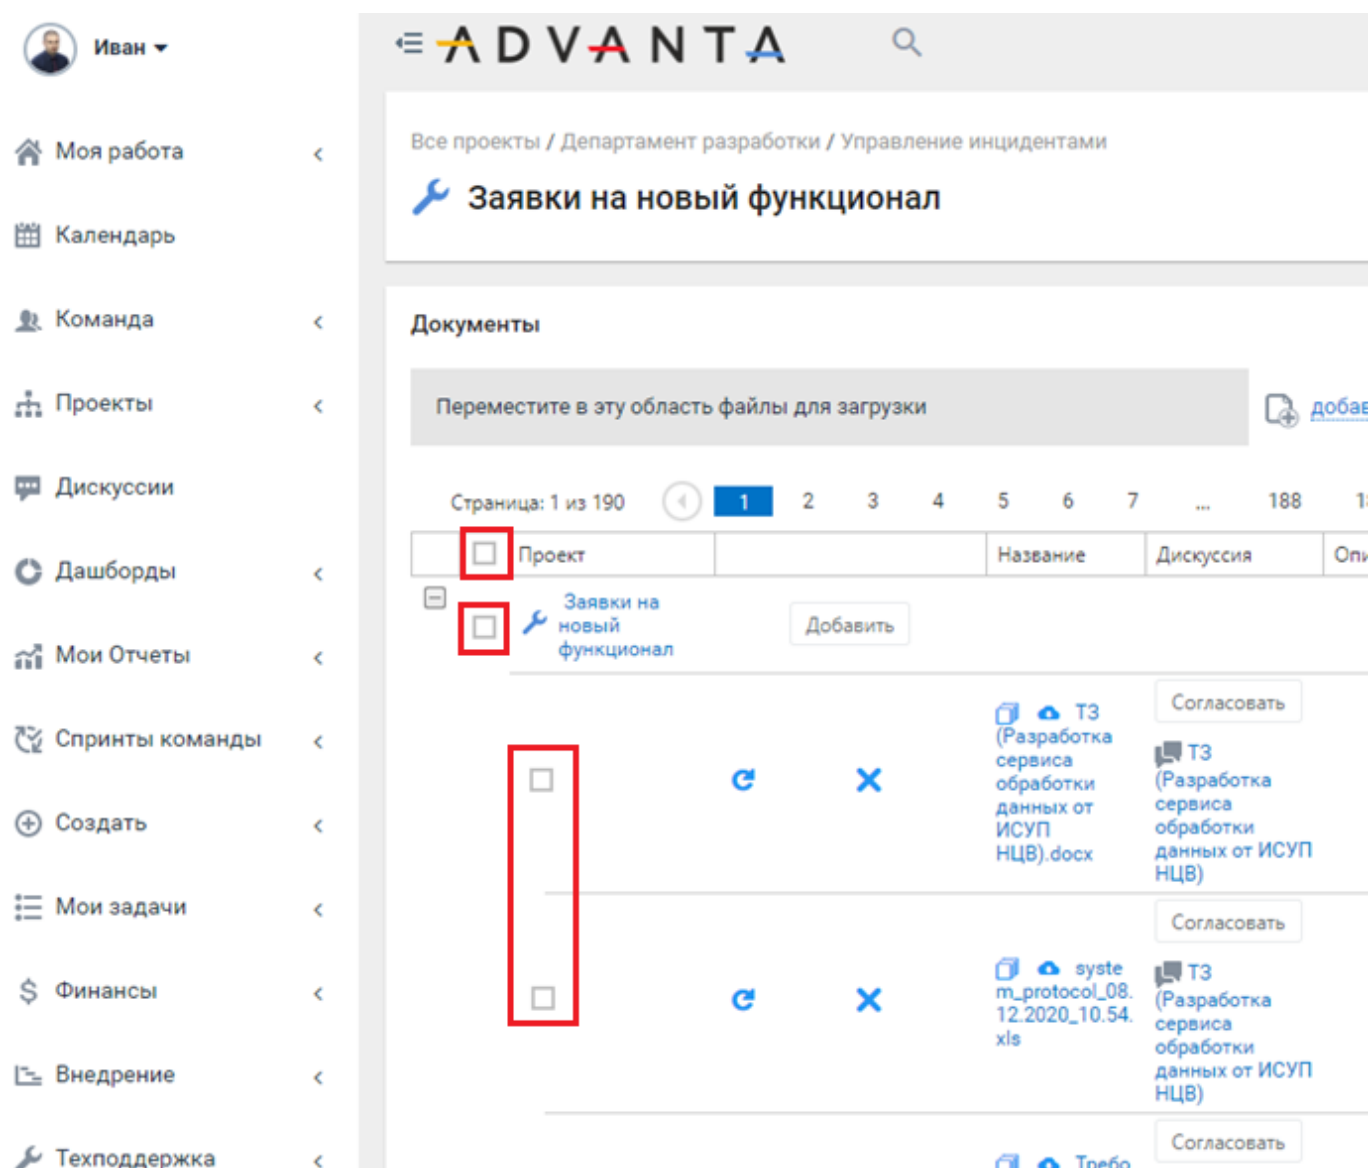 Иван
Моя работа
Календарь
Команда
Проекты
Дискуссии
Дашборды
Мои Отчеты
Спринты команды
Создать
Мои задачи
Финансы
Внедрение
Техподдержка
ADVANTA
Все проекты / Департамент разработки / Управление инцидентами
Заявки на новый функционал
Документы
Переместите в эту область файлы для загрузки
добав
Страница: 1 из 190 1 2 3 4 5 6 7 ... 188 18
Проект Название Дискуссия Опи
Заявки на
новый
функционал
Добавить
ТЗ
(Разработка
сервиса
обработки
данных от
ИСУП
НЦВ).docx
Согласовать
ТЗ
(Разработка
сервиса
обработки
данных от ИСУП
НЦВ)
syste
m_protocol_08.
12.2020_10.54.
xls
Согласовать
ТЗ
(Разработка
сервиса
обработки
данных от ИСУП
НЦВ)
Требо
Согласовать